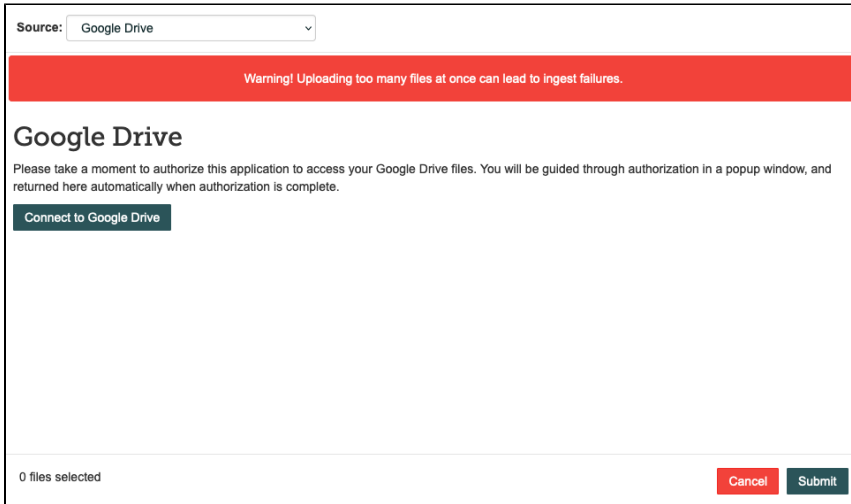 Source: Google Drive
Warning! Uploading too many files at once can lead to ingest failures.
Google Drive
Please take a moment to authorize this application to access your Google Drive files. You will be guided through authorization in a popup window, and
returned here automatically when authorization is complete.
Connect to Google Drive
0 files selected
Cancel Submit